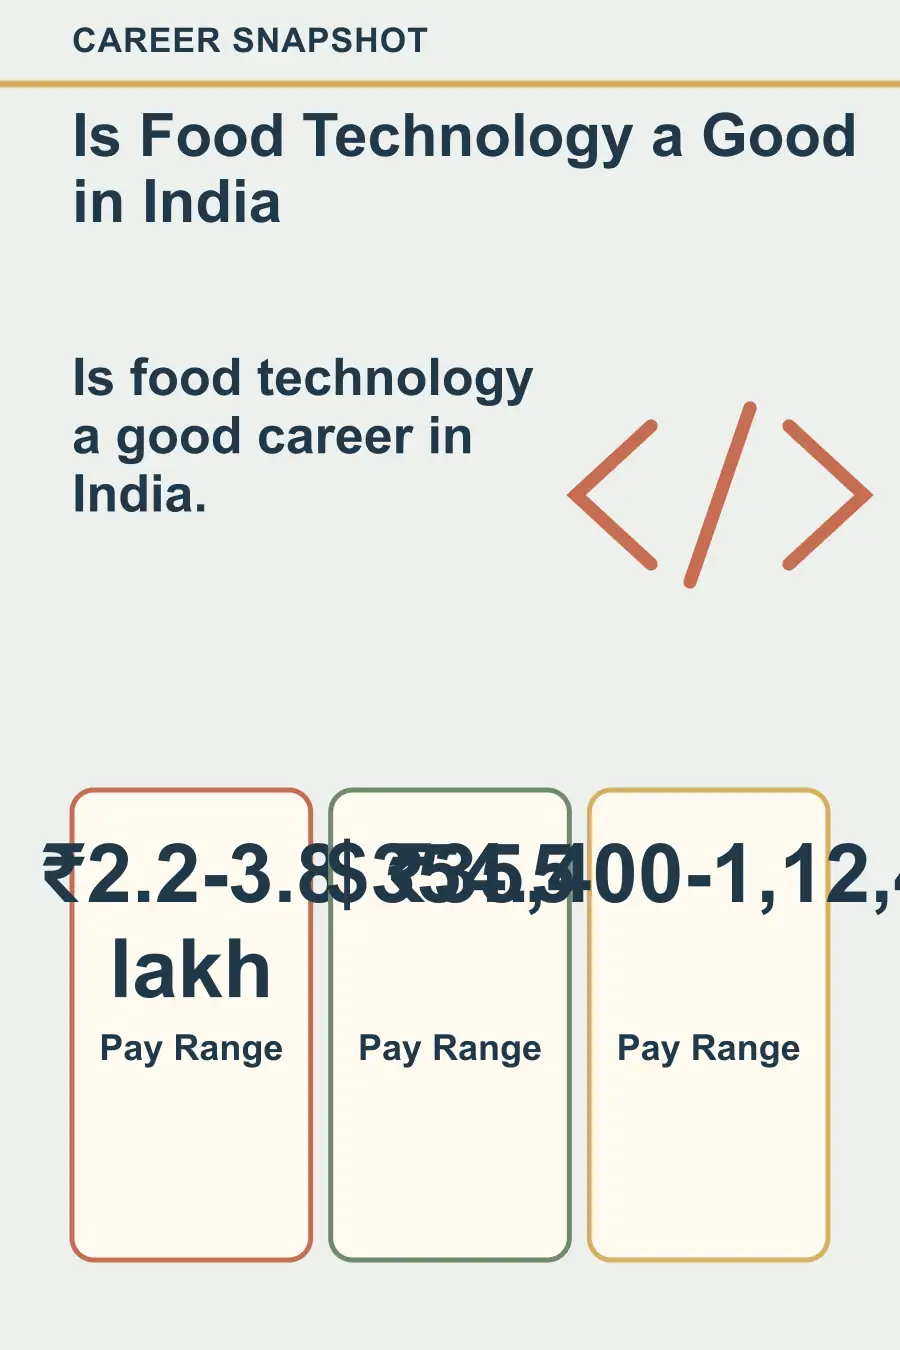 CAREER SNAPSHOT
Is Food Technology a Good
in India
Is food technology
a good career in
India.
₹2.2-3.8
lakh
Pay Range
Pay Range
Pay Range